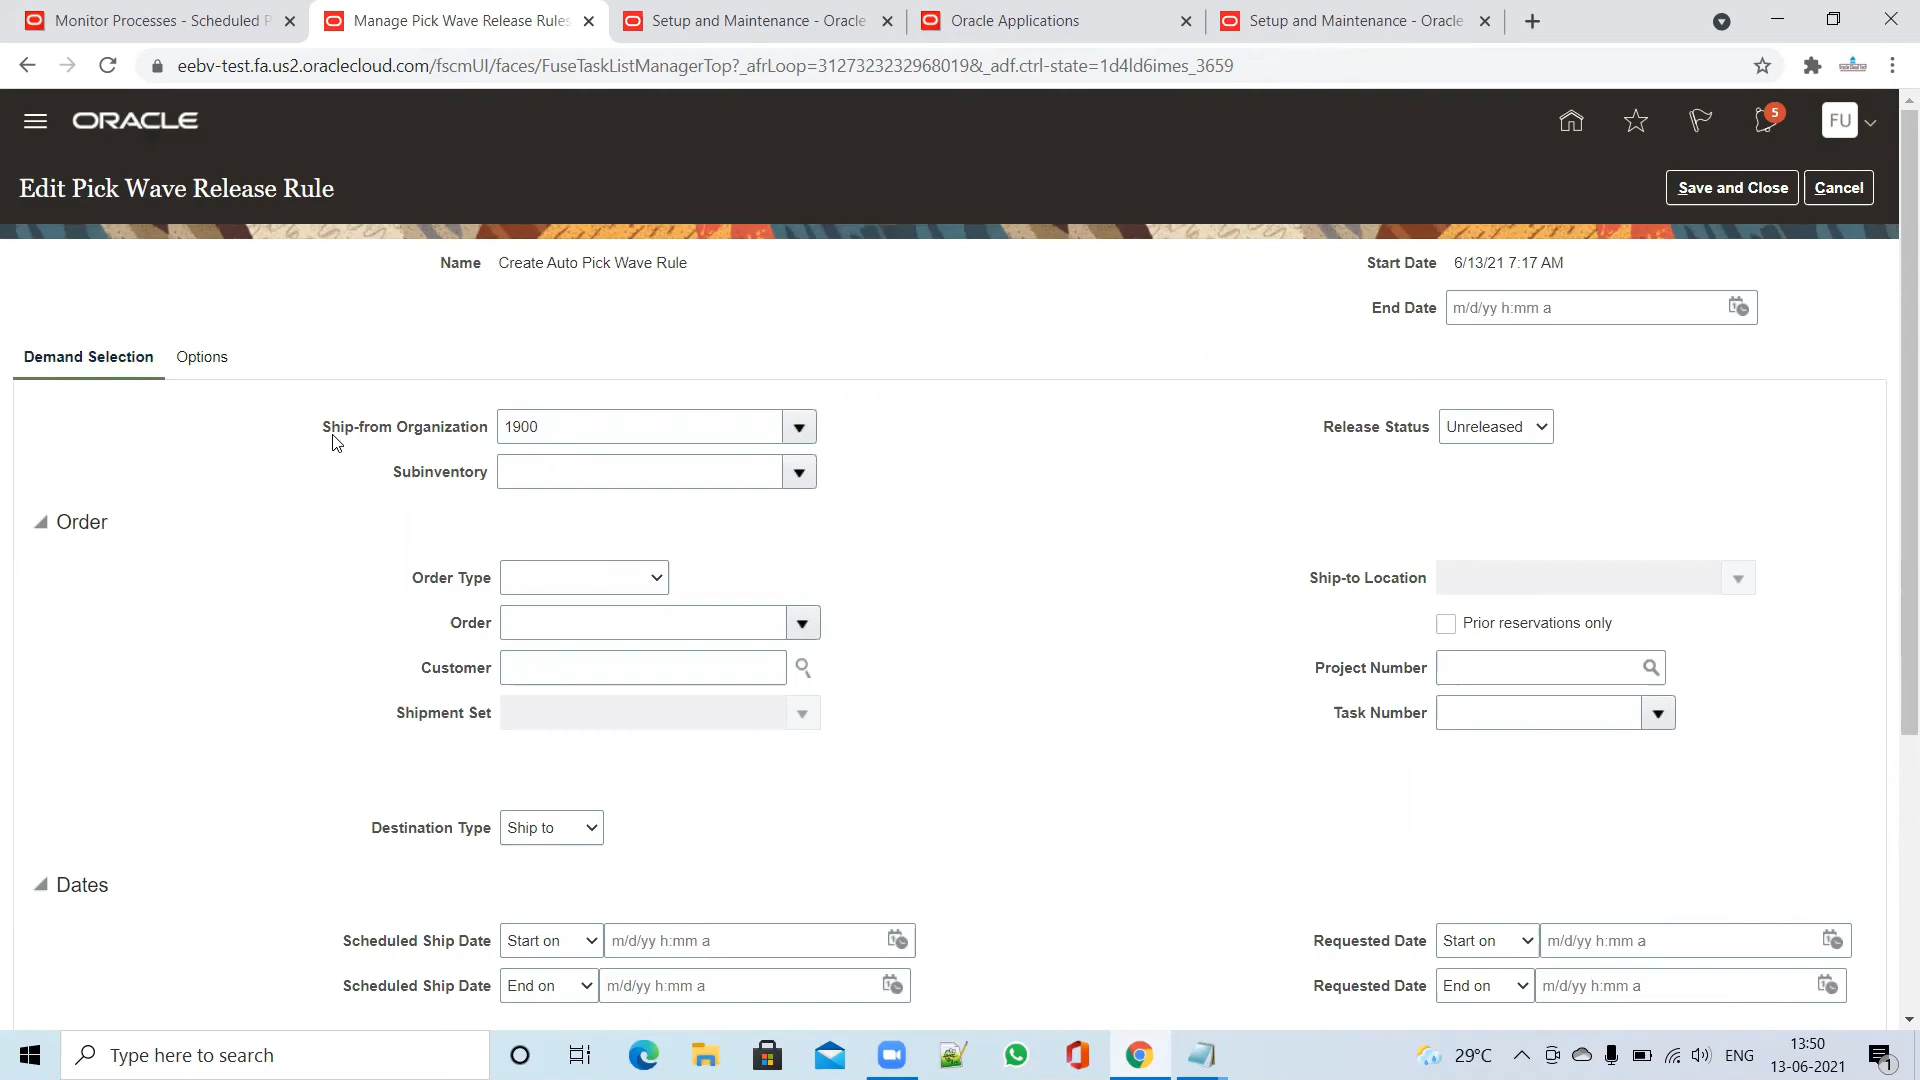 Monitor Processes - Scheduled P
Manage Pick Wave Release Rules
Setup and Maintenance - Oracle
Oracle Applications
Setup and Maintenance - Oracle
eebv-test.fa.us2.oraclecloud.com/fscmUI/faces/FuseTaskListManagerTop?_afrLoop=3127323232968019&_adf.ctrl-state=1d4ld6imes_3659
ORACLE
5
FU
Edit Pick Wave Release Rule
Save and Close
Cancel
Name Create Auto Pick Wave Rule
Start Date 6/13/21 7:17 AM
End Date m/d/yy h:mm a
Demand Selection
Options
Ship-from Organization 1900
Release Status Unreleased
Subinventory
Order
Order Type
Ship-to Location
Order
Prior reservations only
Customer
Project Number
Shipment Set
Task Number
Destination Type Ship to
Dates
Scheduled Ship Date Start on m/d/yy h:mm a
Requested Date Start on m/d/yy h:mm a
Scheduled Ship Date End on m/d/yy h:mm a
Requested Date End on m/d/yy h:mm a
Type here to search
29°C
ENG
13:50
13-06-2021
1